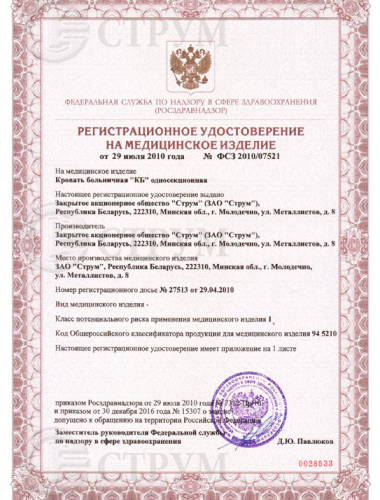 СТРУМ
ФЕДЕРАЛЬНАЯ СЛУЖБА ПО НАДЗОРУ В СФЕРЕ ЗДРАВООХРАНЕНИЯ
(РОСЗДРАВНАДЗОР)
РЕГИСТРАЦИОННОЕ УДОСТОВЕРЕНИЕ
НА МЕДИЦИНСКОЕ ИЗДЕЛИЕ
от 29 июля 2010 года № ФСЗ 2010/07521
На медицинское изделие
Кровать больничная "КБ" односекционная
Настоящее регистрационное удостоверение выдано
Закрытое акционерное общество "Струм" (ЗАО "Струм"),
Республика Беларусь, 222310, Минская обл., г. Молодечно, ул. Металлистов, д. 8
Производитель
Закрытое акционерное общество "Струм" (ЗАО "Струм"),
Республика Беларусь, 222310, Минская обл., г. Молодечно, ул. Металлистов, д. 8
Место производства медицинского изделия
ЗАО "Струм", Республика Беларусь, 222310, Минская обл., г. Молодечно,
ул. Металлистов, д. 8
Номер регистрационного досье № 27513 от 29.04.2010
Вид медицинского изделия -
Класс потенциального риска применения медицинского изделия 1
Код Общероссийского классификатора продукции для медицинского изделия 94 5210
Настоящее регистрационное удостоверение имеет приложение на 1 листе
приказом Росздравнадзора от 29 июля 2010 года №
и приказом от 30 декабря 2016 № 15307 о замене
допущено к обращению на территории Российской Федерации.
Заместитель руководителя Федеральной службы
по надзору в сфере здравоохранения Д.Ю. Павлюков
0028533
СТРУМ